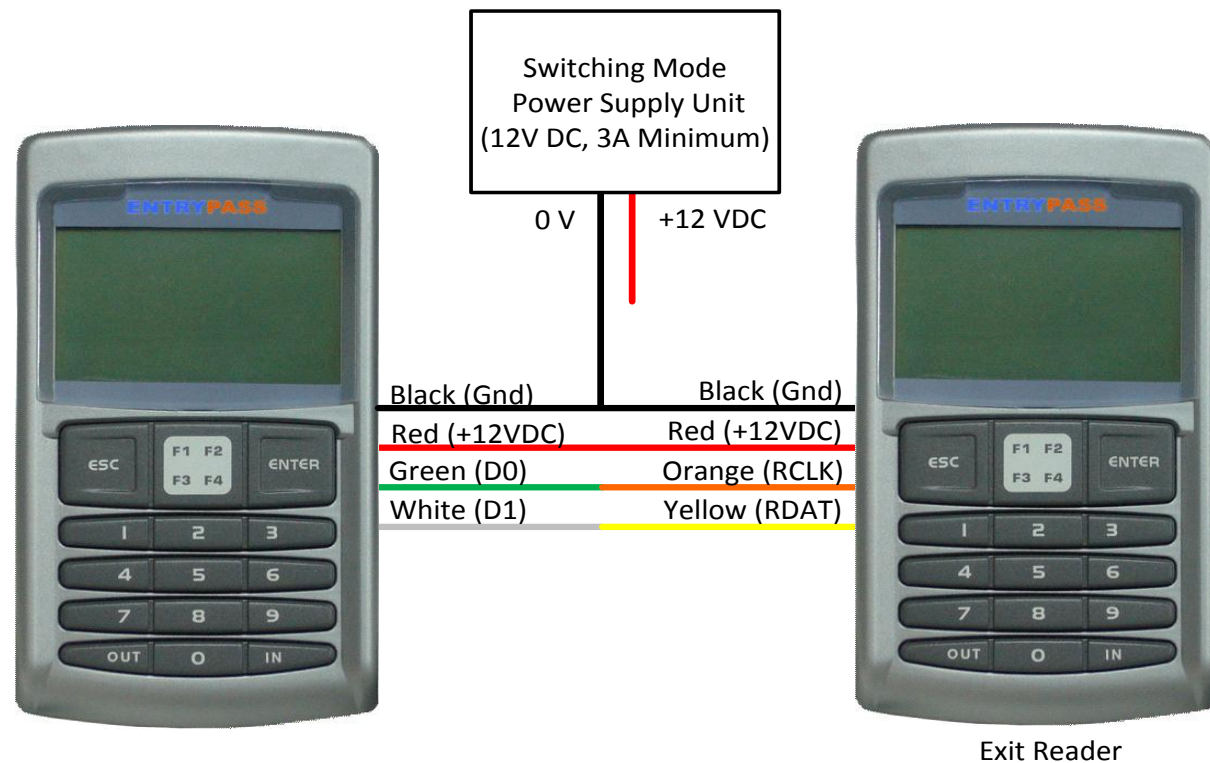 Switching Mode
Power Supply Unit
(12V DC, 3A Minimum)
0 V
+12 VDC
ENTRYPASS
ENTRYPASS
Black (Gnd)
Black (Gnd)
Red (+12VDC)
Red (+12VDC)
Green (D0)
Orange (RCLK)
White (D1)
Yellow (RDAT)
ESC
F1 F2
F3 F4
ENTER
1 2 3
4 5 6
7 8 9
OUT 0 IN
ESC
F1 F2
F3 F4
ENTER
1 2 3
4 5 6
7 8 9
OUT 0 IN
Exit Reader